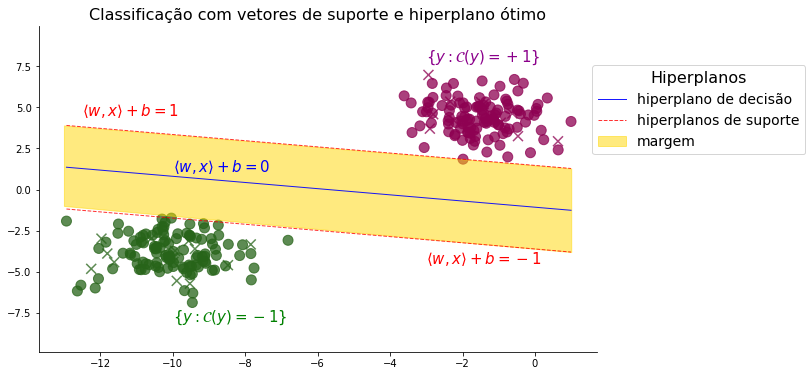 Classificação com vetores de suporte e hiperplano ótimo
{y : 𝒞(y) = +1}
⟨w, x⟩ + b = 1
⟨w, x⟩ + b = 0
⟨w, x⟩ + b = −1
{y : 𝒞(y) = −1}
7.5
5.0
2.5
0.0
−2.5
−5.0
−7.5
−12
−10
−8
−6
−4
−2
0
Hiperplanos
hiperplano de decisão
hiperplanos de suporte
margem